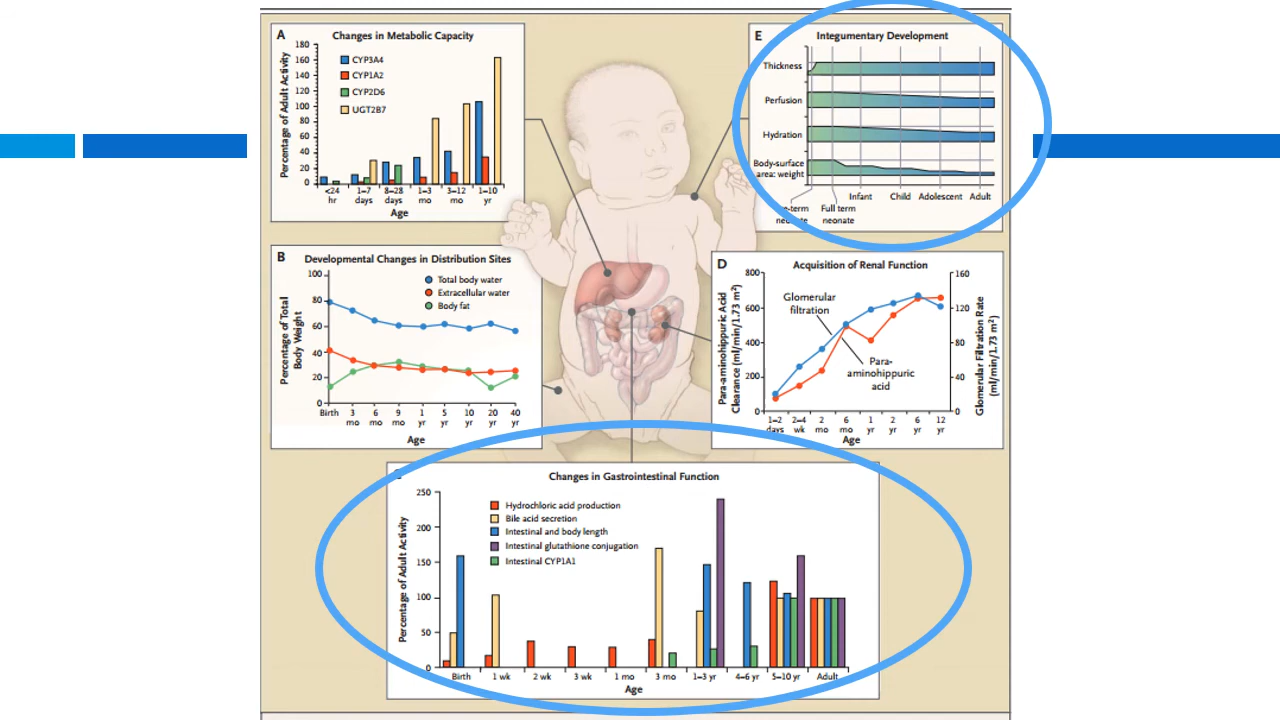 A
Changes in Metabolic Capacity
Percentage of Adult Activity
180
160
140
120
100
80
60
40
20
0
CYP3A4
CYP1A2
CYP2D6
UGT2B7
<24 hr
1–7 days
8–28 days
1–3 mo
3–12 mo
1–10 yr
Age
E
Integumentary Development
Thickness
Perfusion
Hydration
Body-surface
area: weight
Infant
Child
Adolescent
Adult
Full term
neonate
B
Developmental Changes in Distribution Sites
Percentage of Total
Body Weight
100
80
60
40
20
0
Total body water
Extracellular water
Body fat
Birth
3 mo
6 mo
9 mo
1 yr
5 yr
10 yr
20 yr
40 yr
Age
D
Acquisition of Renal Function
Para-aminohippuric Acid
Clearance (ml/min/1.73 m²)
800
600
400
200
0
Glomerular
filtration
Para-
aminohippuric
acid
160
120
80
40
0
Glomerular Filtration Rate
(ml/min/1.73 m²)
1–2 days
2–4 wk
2 mo
6 mo
1 yr
2 yr
6 yr
12 yr
Age
Changes in Gastrointestinal Function
Percentage of Adult Activity
250
200
150
100
50
0
Hydrochloric acid production
Bile acid secretion
Intestinal and body length
Intestinal glutathione conjugation
Intestinal CYP1A1
Birth
1 wk
2 wk
3 wk
1 mo
3 mo
1–3 yr
4–6 yr
5–10 yr
Adult
Age